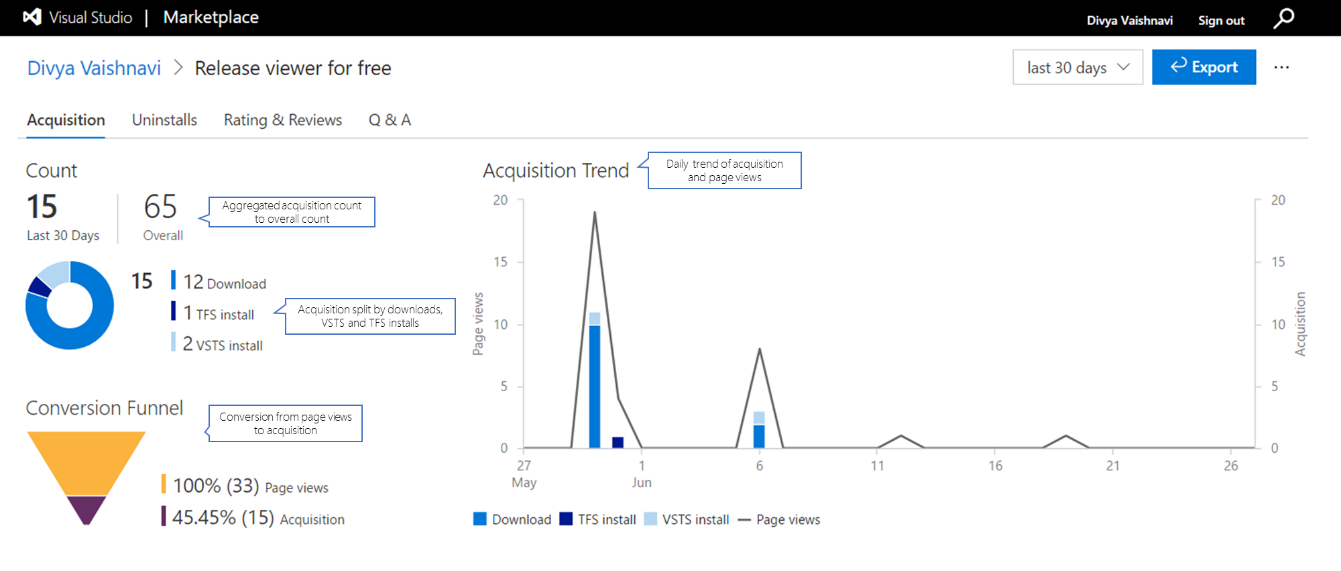 Visual Studio | Marketplace
Divya Vaishnavi Sign out
Divya Vaishnavi > Release viewer for free
last 30 days
Export
...
Acquisition Uninstalls Rating & Reviews Q & A
Count
15
Last 30 Days
65
Overall
Aggregated acquisition count
to overall count
15
12 Download
1 TFS install
2 VSTS install
Acquisition split by downloads,
VSTS and TFS installs
Conversion Funnel
Conversion from page views
to acquisition
100% (33) Page views
45.45% (15) Acquisition
Acquisition Trend
Daily trend of acquisition
and page views
20
15
10
5
0
Page views
20
15
10
5
0
Acquisition
27 1 6 11 16 21 26
May Jun
Download TFS install VSTS install Page views